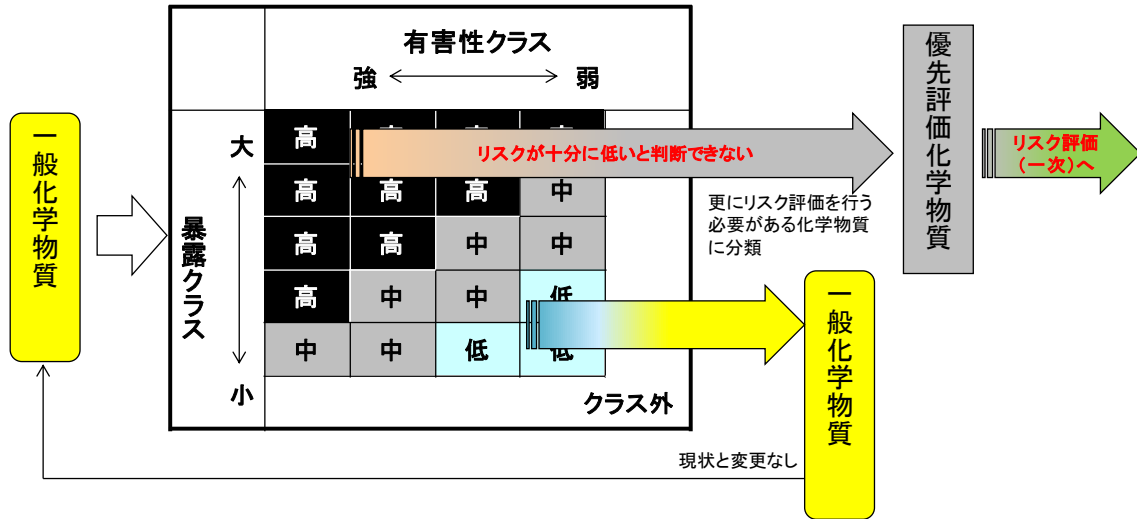 有害性クラス
強
弱
一般化学物質
暴露クラス
大
小
高
リスクが十分に低いと判断できない
高 高 高 中
高 高 中 中
高 中 中 低
中 中 低 低
クラス外
更にリスク評価を行う
必要がある化学物質
に分類
優先評価化学物質
リスク評価
(一次)へ
一般化学物質
現状と変更なし